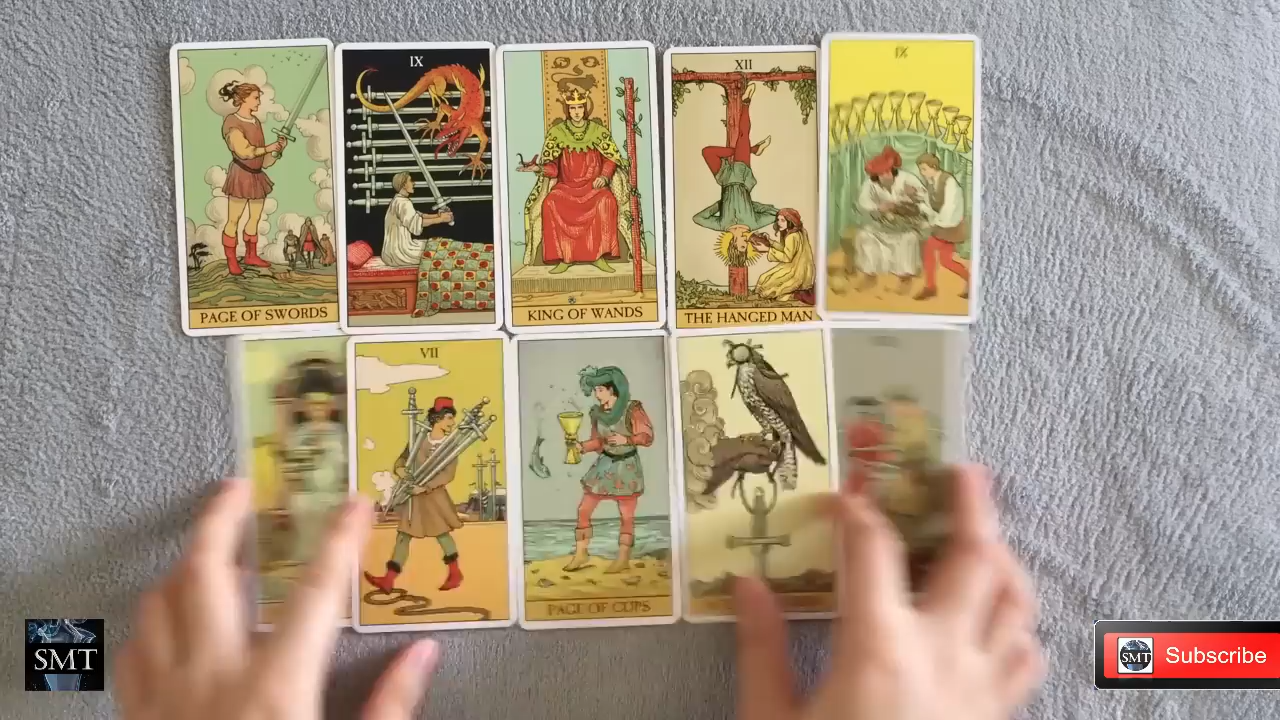 IX
XII
IX
PAGE OF SWORDS
KING OF WANDS
THE HANGED MAN
VII
PAGE OF CUPS
SMT
SMT Subscribe